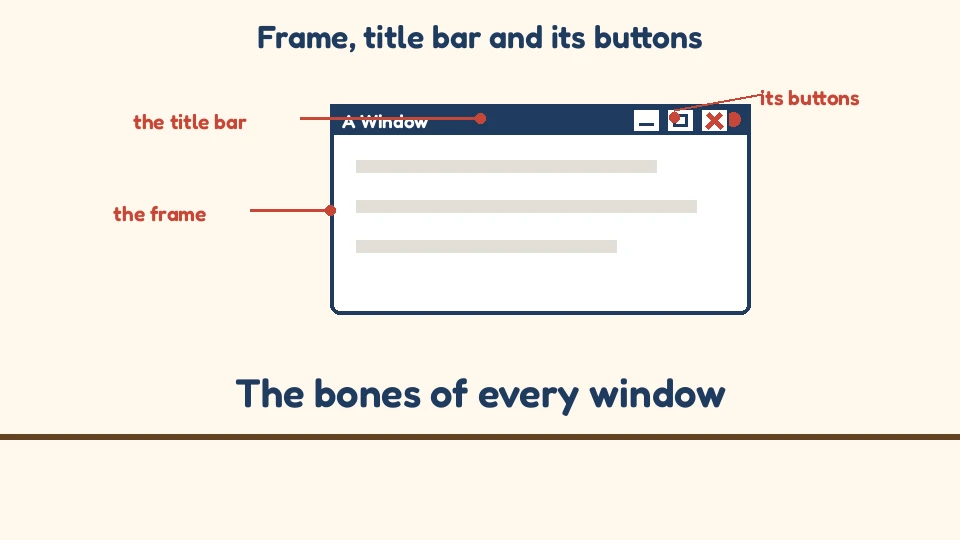 Frame, title bar and its buttons
its buttons
the title bar
A Window
the frame
The bones of every window